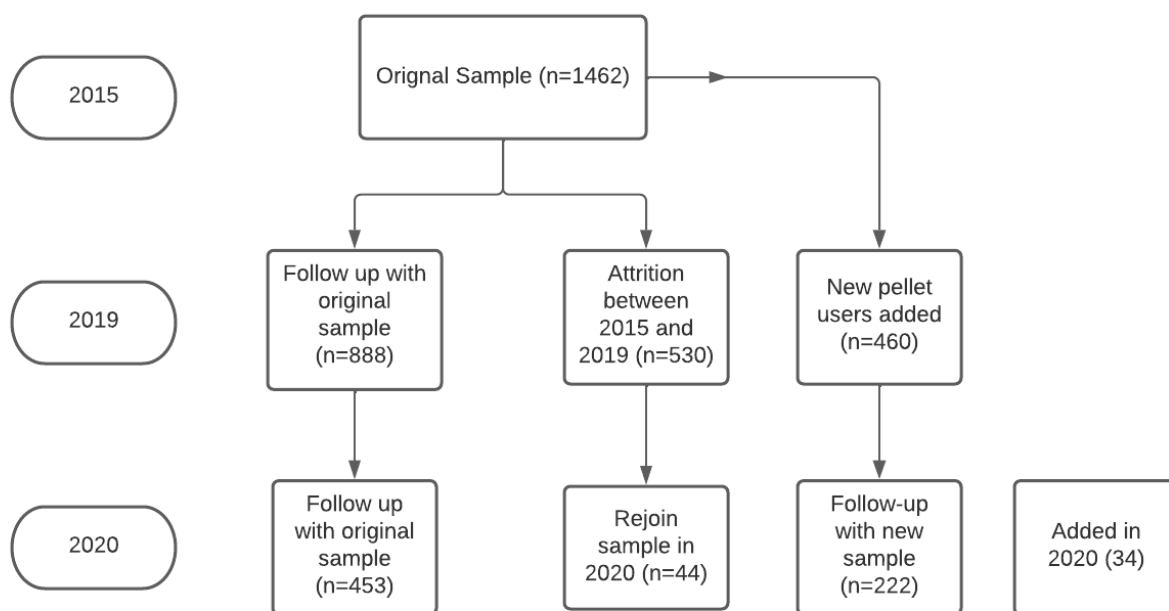 2015
Orignal Sample (n=1462)
2019
Follow up with
original
sample
(n=888)
Attrition
between
2015 and
2019 (n=530)
New pellet
users added
(n=460)
2020
Follow up
with original
sample
(n=453)
Rejoin
sample in
2020 (n=44)
Follow-up
with new
sample
(n=222)
Added in
2020 (34)